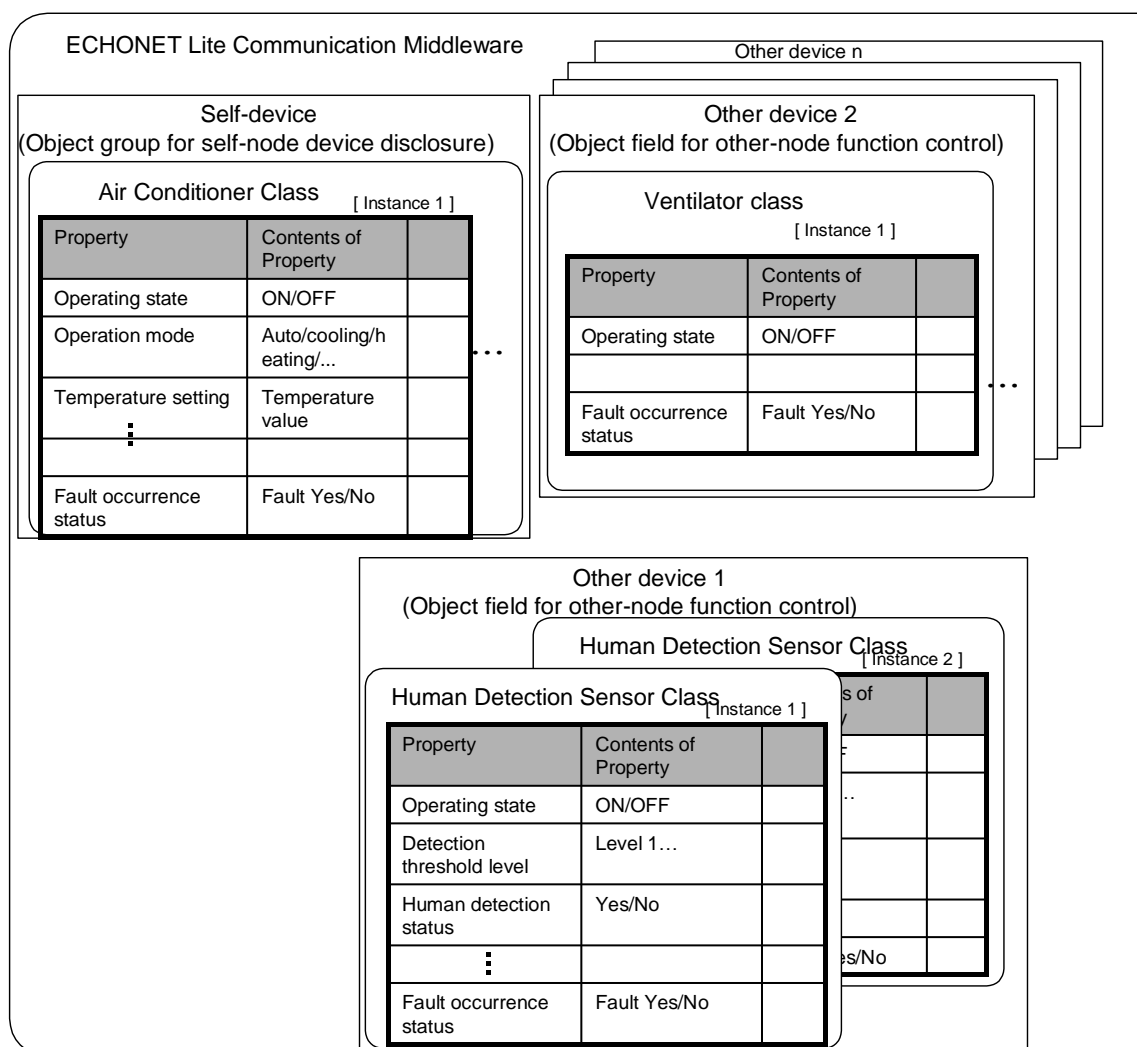 ECHONET Lite Communication Middleware
Self-device
(Object group for self-node device disclosure)
Air Conditioner Class
[ Instance 1 ]
Property
Contents of
Property
Operating state
ON/OFF
Operation mode
Auto/cooling/h
eating/...
...
Temperature setting
Temperature
value
Fault occurrence
status
Fault Yes/No
Other device n
Other device 2
(Object field for other-node function control)
Ventilator class
[ Instance 1 ]
Property
Contents of
Property
Operating state
ON/OFF
...
Fault occurrence
status
Fault Yes/No
Other device 1
(Object field for other-node function control)
Human Detection Sensor Class
[ Instance 2 ]
s of
es/No
Human Detection Sensor Class
[ Instance 1 ]
Property
Contents of
Property
Operating state
ON/OFF
Detection
threshold level
Level 1…
Human detection
status
Yes/No
Fault occurrence
status
Fault Yes/No